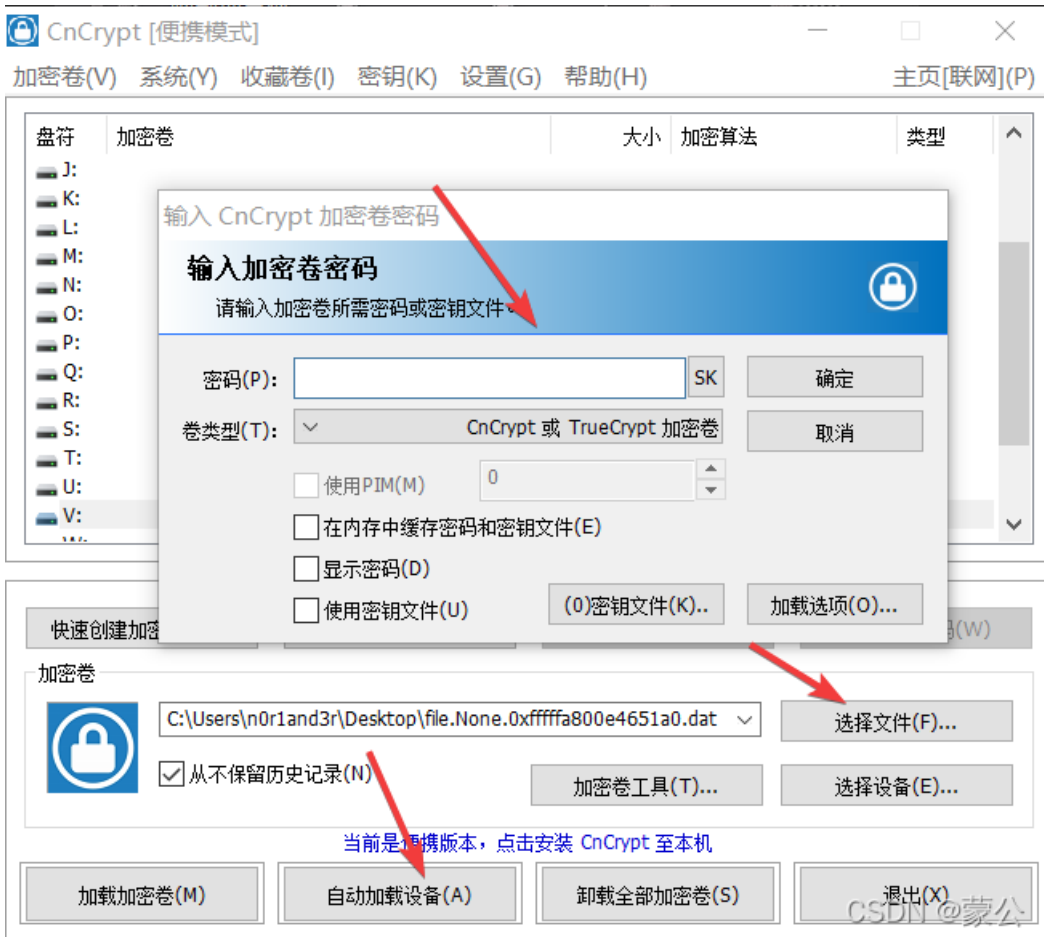 CnCrypt [便携模式]
加密卷(V) 系统(Y) 收藏卷(I) 密钥(K) 设置(G) 帮助(H) 主页[联网](P)
盘符 加密卷 大小 加密算法 类型
J:
K:
L:
M:
N:
O:
P:
Q:
R:
S:
T:
U:
V:
输入 CnCrypt 加密卷密码
输入加密卷密码
请输入加密卷所需密码或密钥文件。
密码(P): SK 确定
卷类型(T): CnCrypt 或 TrueCrypt 加密卷 取消
使用PIM(M) 0
在内存中缓存密码和密钥文件(E)
显示密码(D)
使用密钥文件(U) (0)密钥文件(K).. 加载选项(O)...
快速创建加密 (W)
加密卷
C:\Users\n0r1and3r\Desktop\file.None.0xfffffa800e4651a0.dat 选择文件(F)...
从不保留历史记录(N) 加密卷工具(T)... 选择设备(E)...
当前是便携版本，点击安装 CnCrypt 至本机
加载加密卷(M) 自动加载设备(A) 卸载全部加密卷(S) 退出(X)
CSDN @蒙公